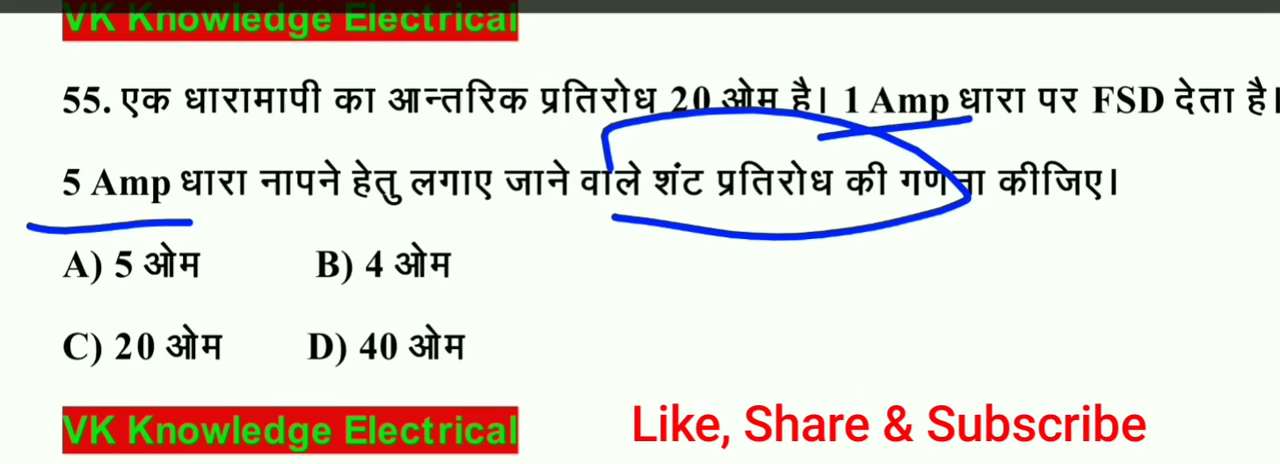 VK Knowledge Electrical
55. एक धारामापी का आन्तरिक प्रतिरोध 20 ओम है। 1 Amp धारा पर FSD देता है।
5 Amp धारा नापने हेतु लगाए जाने वाले शंट प्रतिरोध की गणना कीजिए।
A) 5 ओम B) 4 ओम
C) 20 ओम D) 40 ओम
VK Knowledge Electrical Like, Share & Subscribe